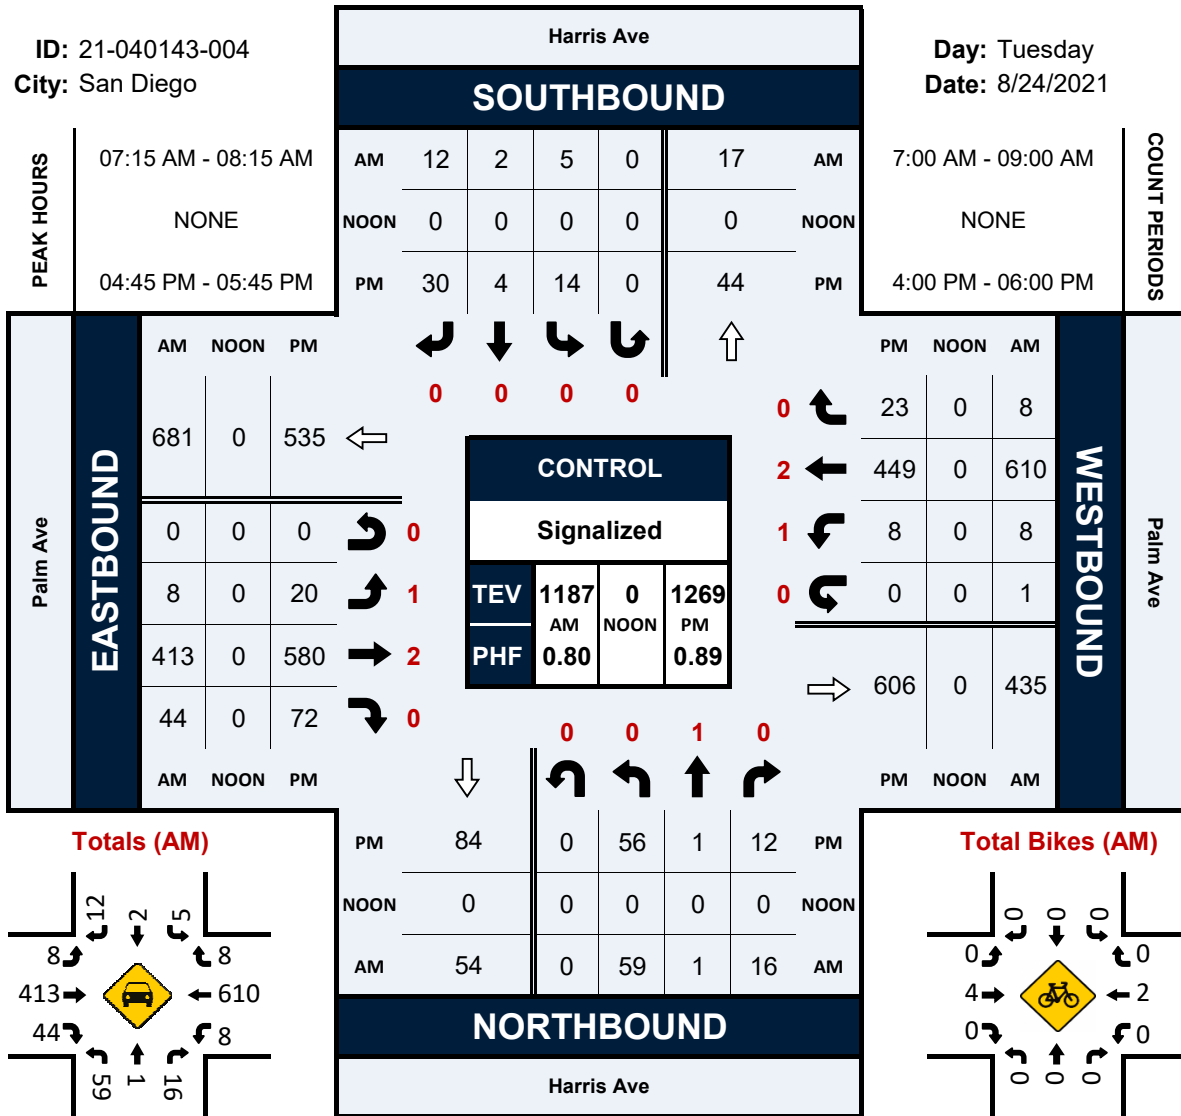 ID: 21-040143-004
City: San Diego
Harris Ave
Day: Tuesday
Date: 8/24/2021
SOUTHBOUND
PEAK HOURS
07:15 AM - 08:15 AM
NONE
04:45 PM - 05:45 PM
AM 12 2 5 0 17 AM
NOON 0 0 0 0 0 NOON
PM 30 4 14 0 44 PM
7:00 AM - 09:00 AM
NONE
4:00 PM - 06:00 PM
COUNT PERIODS
0 0 0 0
Palm Ave
EASTBOUND
AM NOON PM
681 0 535
0 0 0 0
8 0 20 1
413 0 580 2
44 0 72 0
AM NOON PM
CONTROL
Signalized
TEV 1187 0 1269
AM NOON PM
PHF 0.80 0.89
PM NOON AM
0 23 0 8
2 449 0 610
1 8 0 8
0 0 0 1
606 0 435
PM NOON AM
WESTBOUND
Palm Ave
0 0 1 0
PM 84 0 56 1 12 PM
NOON 0 0 0 0 0 NOON
AM 54 0 59 1 16 AM
NORTHBOUND
Harris Ave
Totals (AM)
12 2 5
8 8
413 610
44 8
59 1 16
Total Bikes (AM)
0 0 0
0 0
4 2
0 0
0 0 0